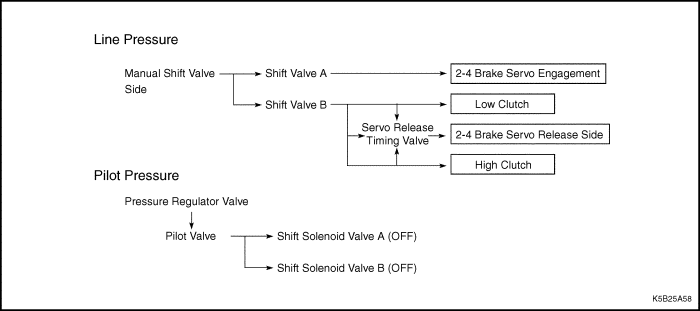 Line Pressure
Manual Shift Valve
Side
Shift Valve A
2-4 Brake Servo Engagement
Shift Valve B
Low Clutch
Servo Release
Timing Valve
2-4 Brake Servo Release Side
High Clutch
Pilot Pressure
Pressure Regulator Valve
Pilot Valve
Shift Solenoid Valve A (OFF)
Shift Solenoid Valve B (OFF)
K5B25A58